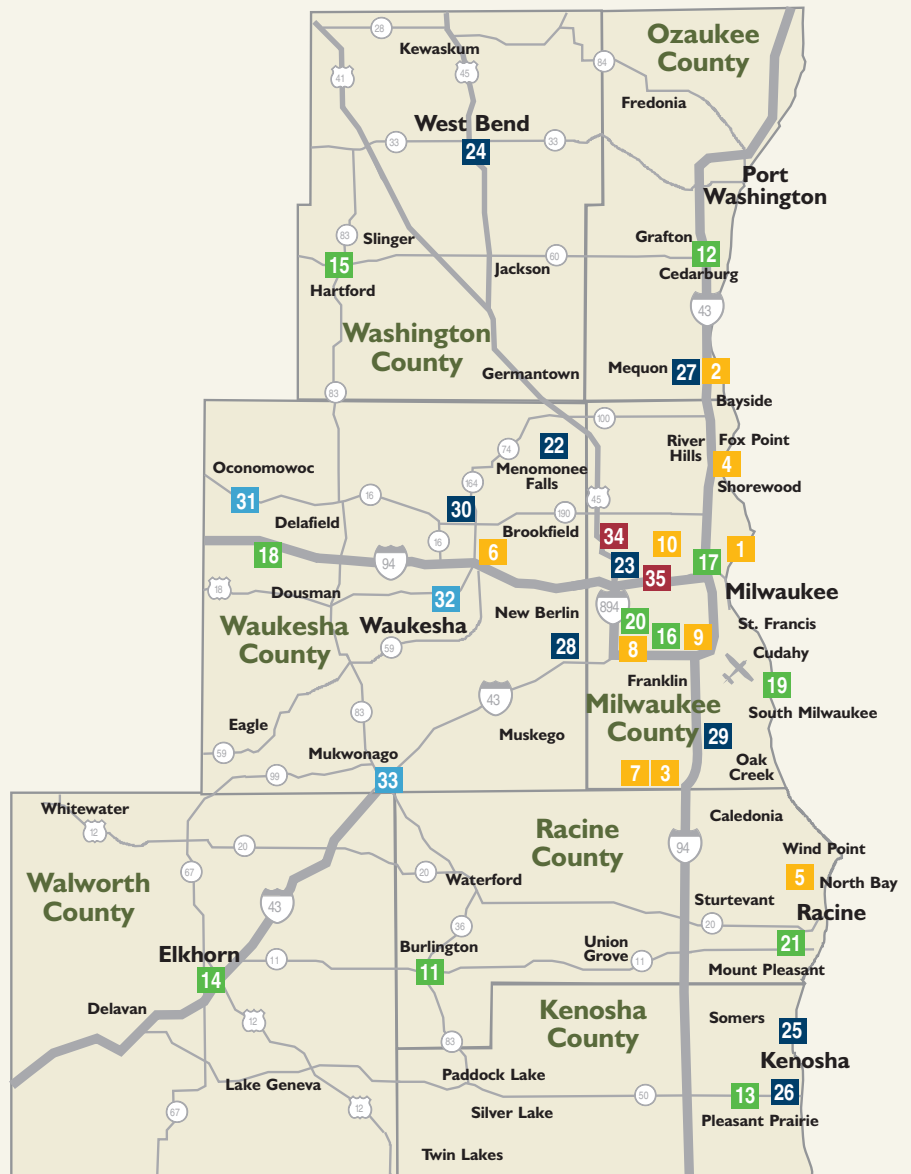 28
Kewaskum
Ozaukee
County
41
45
84
Fredonia
West Bend
33
33
24
Port
Washington
83
Slinger
Grafton
12
15
60
Jackson
Cedarburg
Hartford
43
Washington
County
Germantown
Mequon
27
2
83
Bayside
100
River
Hills
Fox Point
22
74
Menomonee
Falls
4
Oconomowoc
164
Shorewood
31
16
45
30
190
Delafield
Brookfield
34
10
1
16
18
94
6
23
17
35
18
Dousman
32
Milwaukee
894
New Berlin
20
St. Francis
Waukesha
County
Waukesha
16
9
28
8
Cudahy
59
Franklin
19
43
Milwaukee
County
83
South Milwaukee
Eagle
Muskego
29
59
Mukwonago
Oak
Creek
99
33
7
3
Whitewater
Caledonia
12
Racine
County
94
20
Wind Point
67
20
Waterford
5
North Bay
Walworth
County
43
Sturtevant
Racine
36
20
Elkhorn
Burlington
Union
Grove
21
11
11
11
14
Mount Pleasant
Delavan
12
Kenosha
County
Somers
25
83
Kenosha
Paddock Lake
Lake Geneva
50
13
26
67
12
Silver Lake
Pleasant Prairie
Twin Lakes